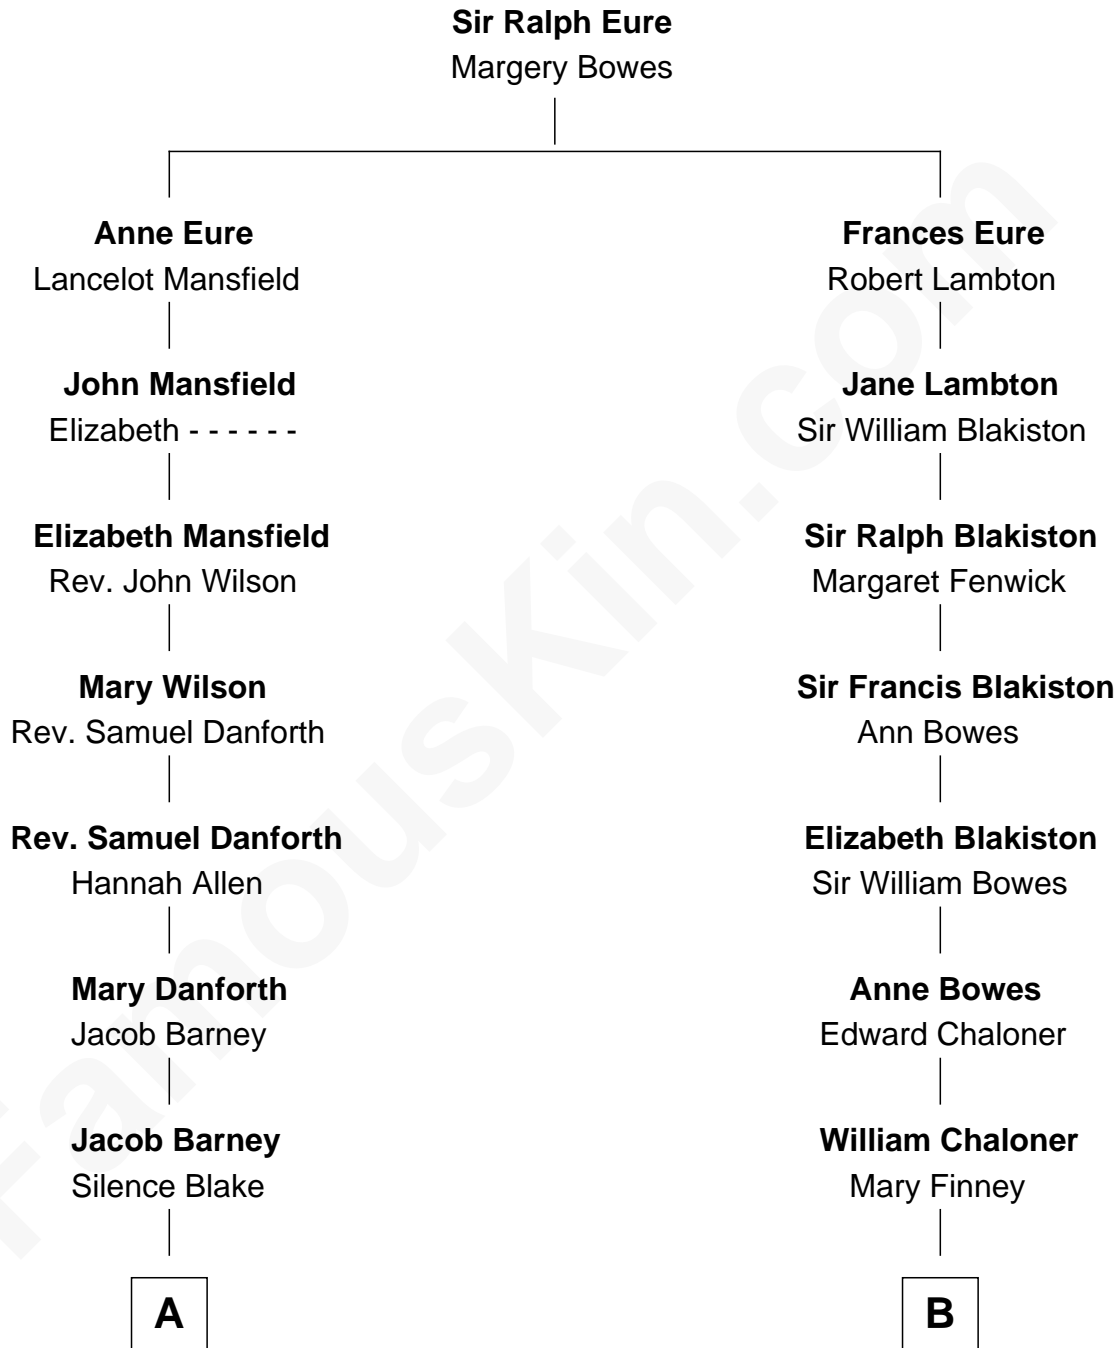 Sir Ralph Eure
Margery Bowes
Anne Eure
Lancelot Mansfield
John Mansfield
Elizabeth - - - - - -
Elizabeth Mansfield
Rev. John Wilson
Mary Wilson
Rev. Samuel Danforth
Rev. Samuel Danforth
Hannah Allen
Mary Danforth
Jacob Barney
Jacob Barney
Silence Blake
A
Frances Eure
Robert Lambton
Jane Lambton
Sir William Blakiston
Sir Ralph Blakiston
Margaret Fenwick
Sir Francis Blakiston
Ann Bowes
Elizabeth Blakiston
Sir William Bowes
Anne Bowes
Edward Chaloner
William Chaloner
Mary Finney
B
FamousKin.com